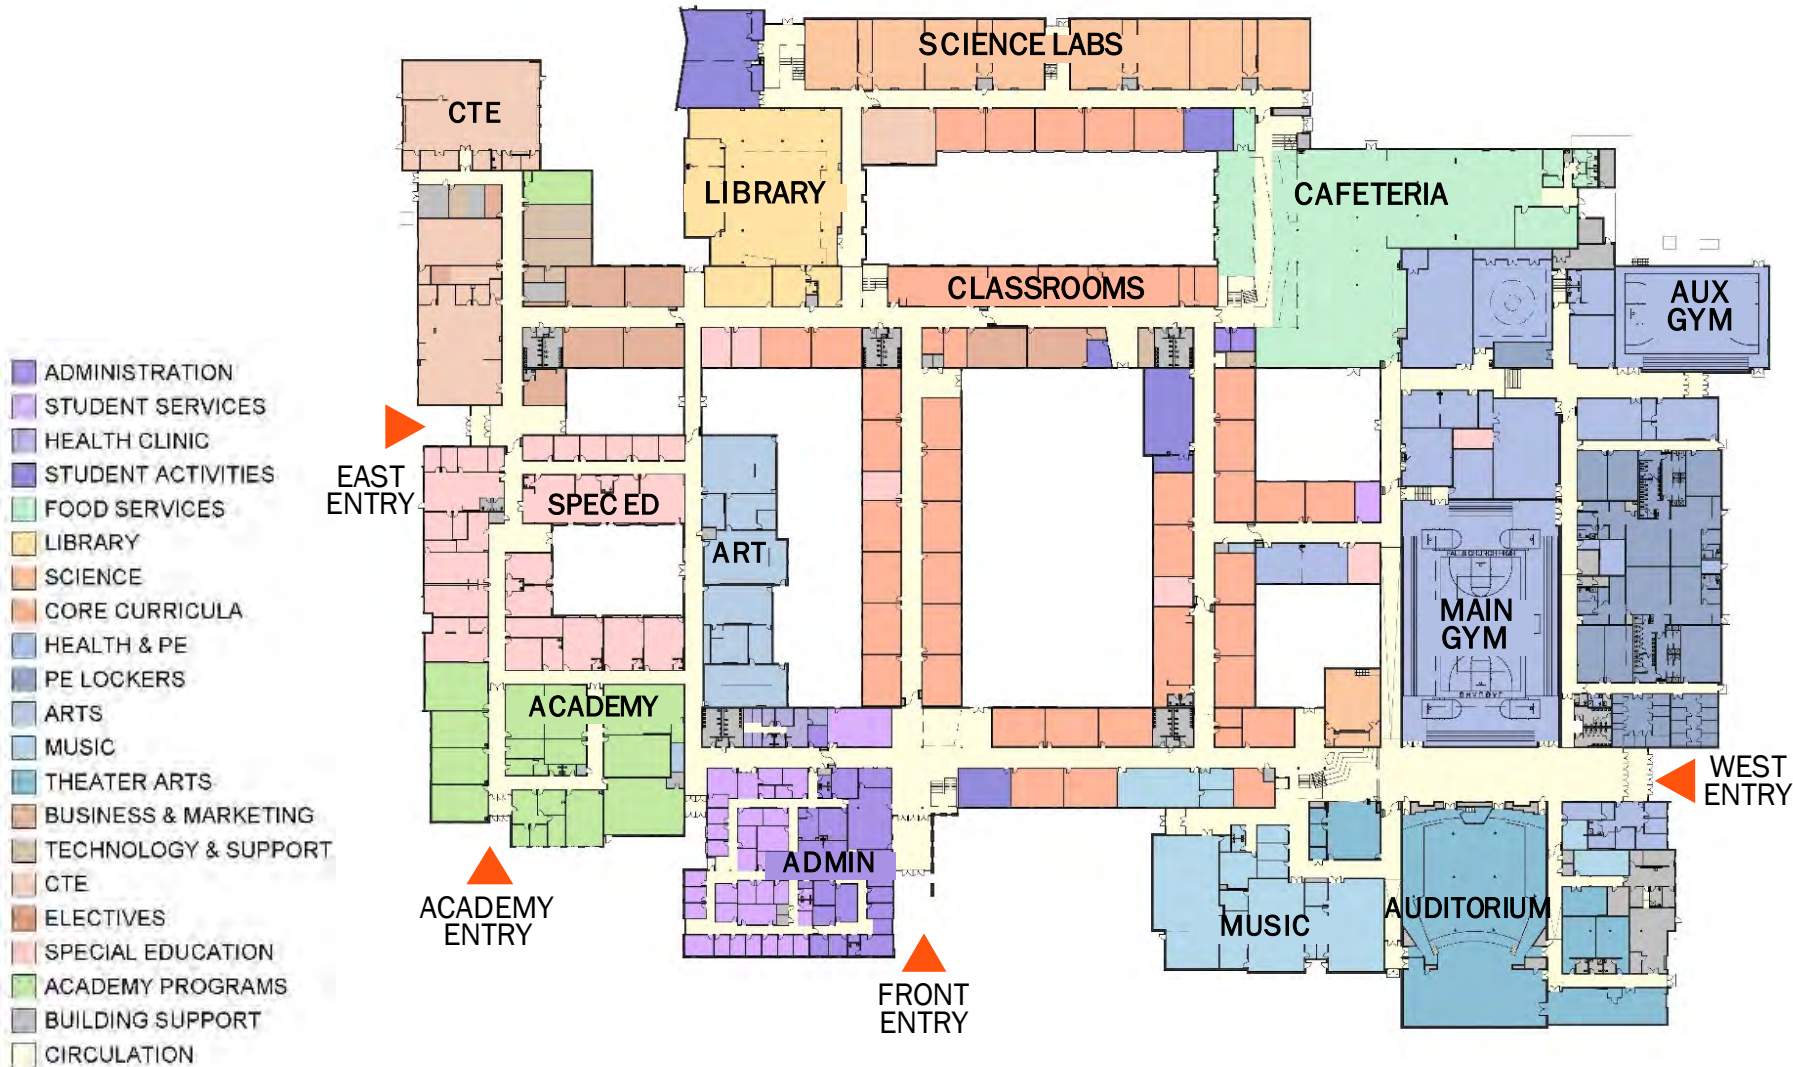 SCIENCE LABS
CTE
LIBRARY
CAFETERIA
CLASSROOMS
AUX
GYM
ADMINISTRATION
STUDENT SERVICES
HEALTH CLINIC
STUDENT ACTIVITIES
FOOD SERVICES
LIBRARY
SCIENCE
CORE CURRICULA
HEALTH & PE
PE LOCKERS
ARTS
MUSIC
THEATER ARTS
BUSINESS & MARKETING
TECHNOLOGY & SUPPORT
CTE
ELECTIVES
SPECIAL EDUCATION
ACADEMY PROGRAMS
BUILDING SUPPORT
CIRCULATION
EAST
ENTRY
SPEC ED
ART
FALLS CHURCH HIGH
MAIN
GYM
ACADEMY
WEST
ENTRY
ADMIN
ACADEMY
ENTRY
MUSIC
AUDITORIUM
FRONT
ENTRY